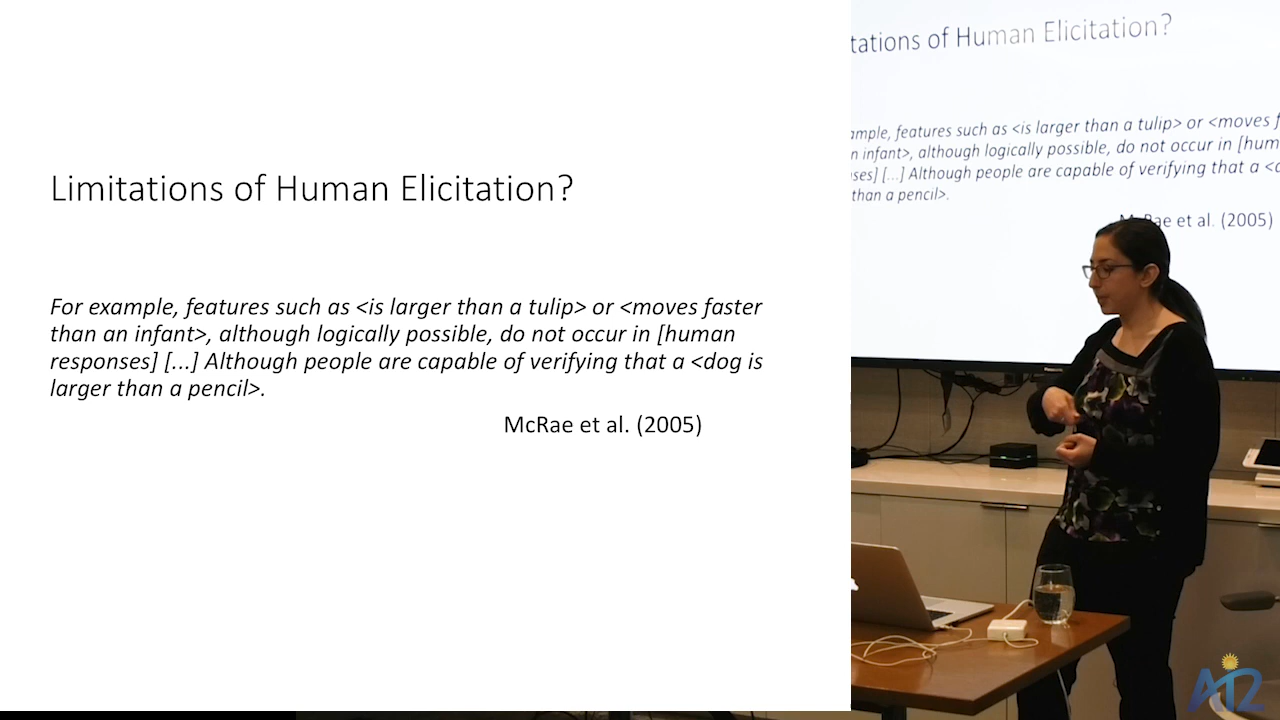 Limitations of Human Elicitation?
For example, features such as <is larger than a tulip> or <moves faster
than an infant>, although logically possible, do not occur in [human
responses] [...] Although people are capable of verifying that a <dog is
larger than a pencil>.
McRae et al. (2005)
tations of Human Elicitation?
ample, features such as <is larger than a tulip> or <moves f
n infant>, although logically possible, do not occur in [hum
ses] [...] Although people are capable of verifying that a <d
than a pencil>.
McRae et al. (2005)
AI2